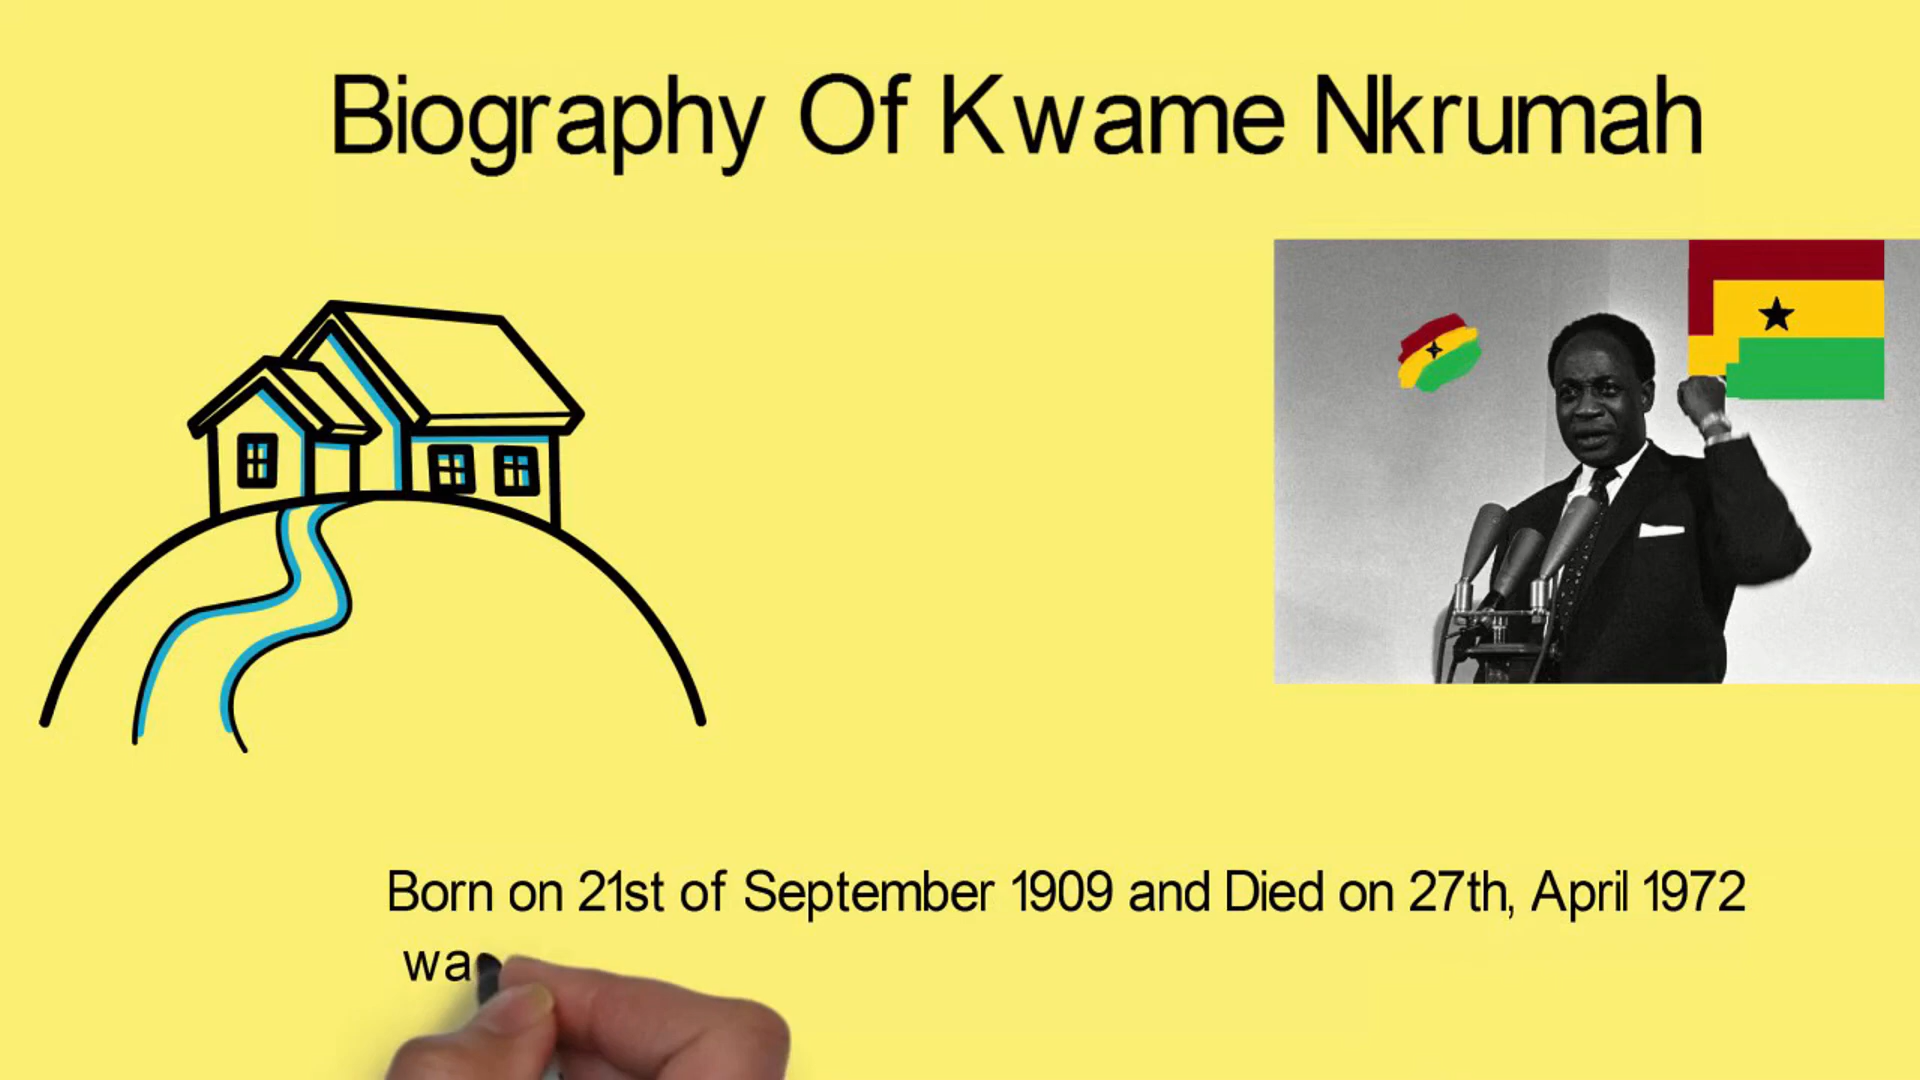 Biography Of Kwame Nkrumah
Born on 21st of September 1909 and Died on 27th, April 1972
wa